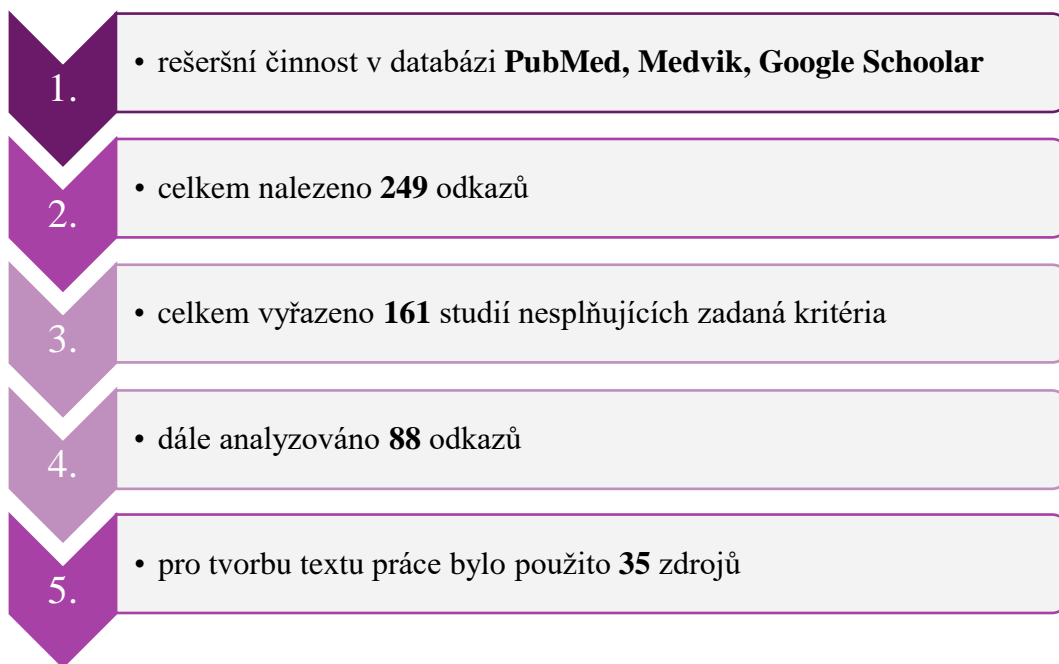 1.
• rešeršní činnost v databázi PubMed, Medvik, Google Schoolar
2.
• celkem nalezeno 249 odkazů
3.
• celkem vyřazeno 161 studií nesplňujících zadaná kritéria
4.
• dále analyzováno 88 odkazů
5.
• pro tvorbu textu práce bylo použito 35 zdrojů